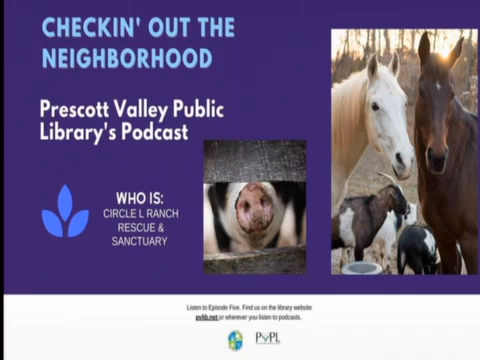 CHECKIN' OUT THE
NEIGHBORHOOD
Prescott Valley Public
Library's Podcast
WHO IS:
CIRCLE L RANCH
RESCUE &
SANCTUARY
Listen to Episode Five. Find us on the library website
pvlib.net or wherever you listen to podcasts.
PVPL